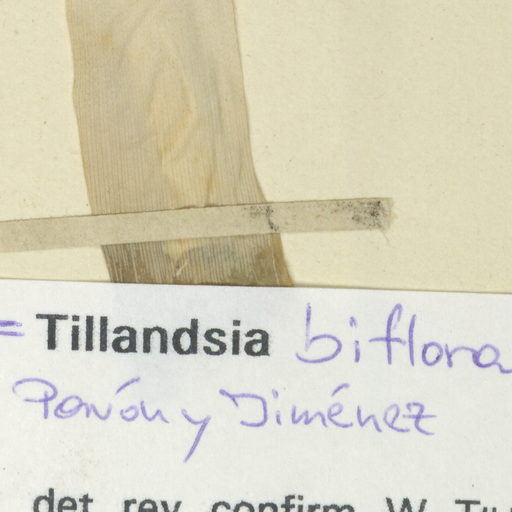 = Tillandsia biflora
Pavón y Jiménez
det rev confirm W